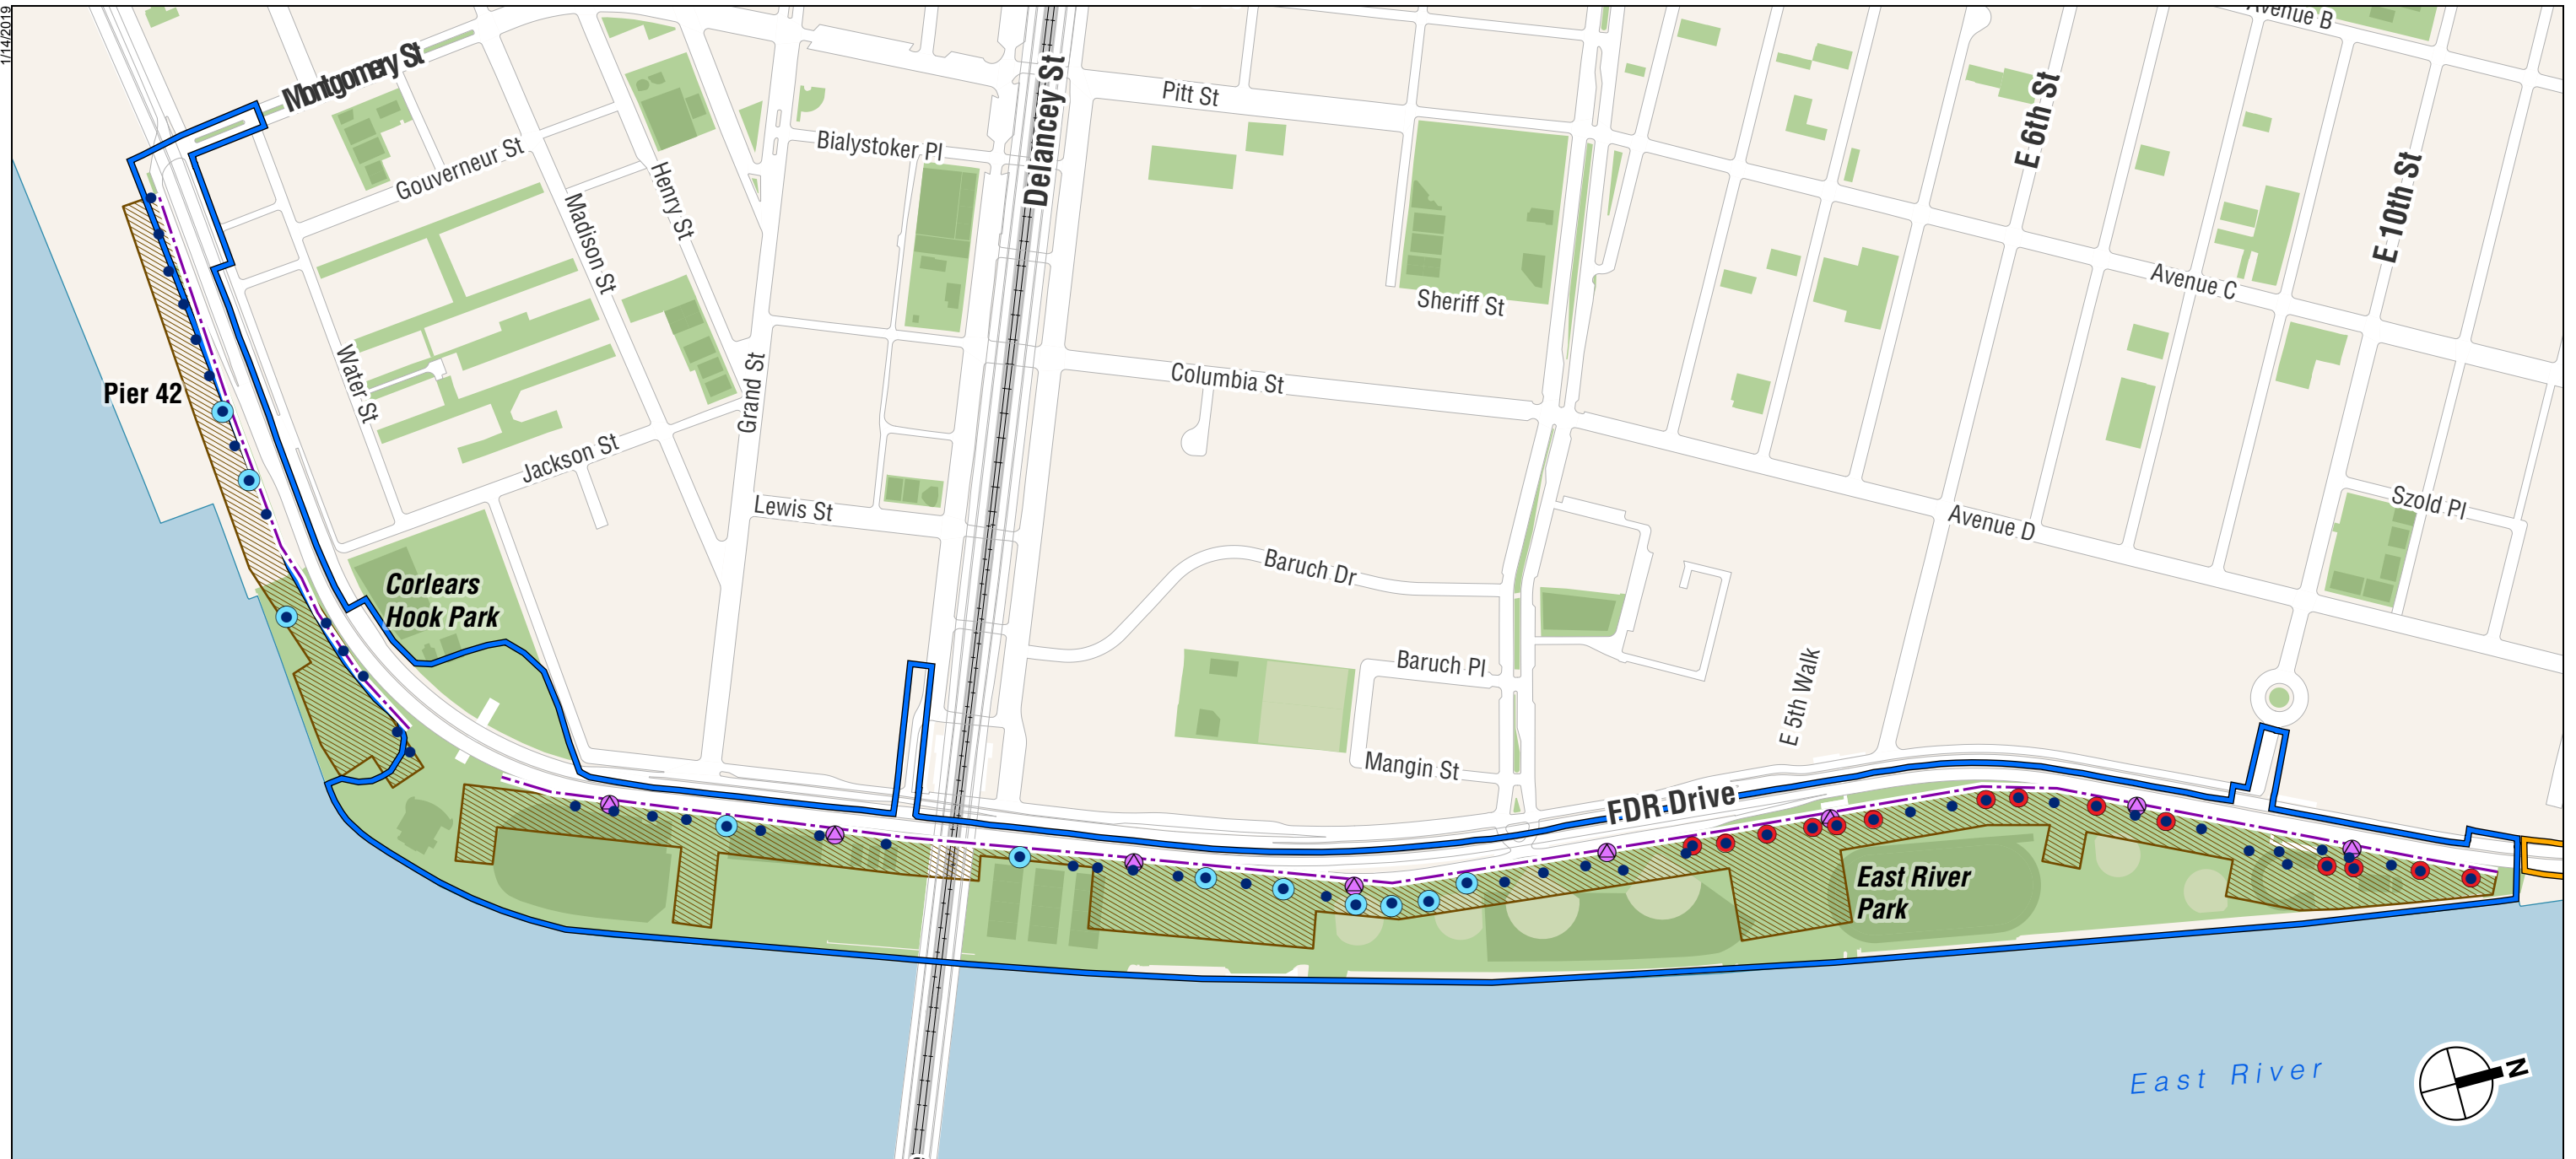 1/14/2019
Avenue B
Montgomery St
Delancey St
Pitt St
E 6th St
Bialystoker Pl
Gouverneur St
Henry St
Madison St
E 10th St
Avenue C
Sheriff St
Water St
Pier 42
Grand St
Columbia St
Jackson St
Lewis St
Szold Pl
Avenue D
Baruch Dr
Corlears
Hook Park
Baruch Pl
E 5th Walk
Mangin St
FDR Drive
East River
Park
East River
N